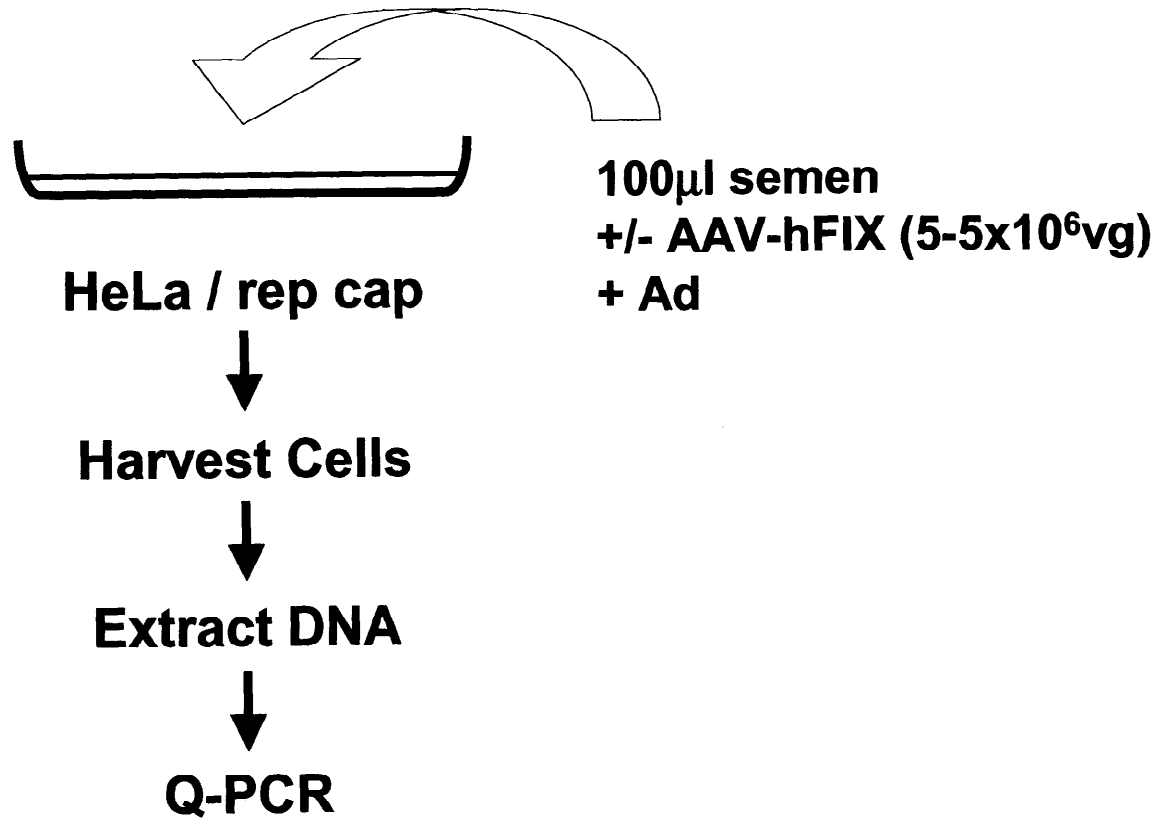 100µl semen
+/- AAV-hFIX (5-5x10⁶vg)
+ Ad
HeLa / rep cap
Harvest Cells
Extract DNA
Q-PCR